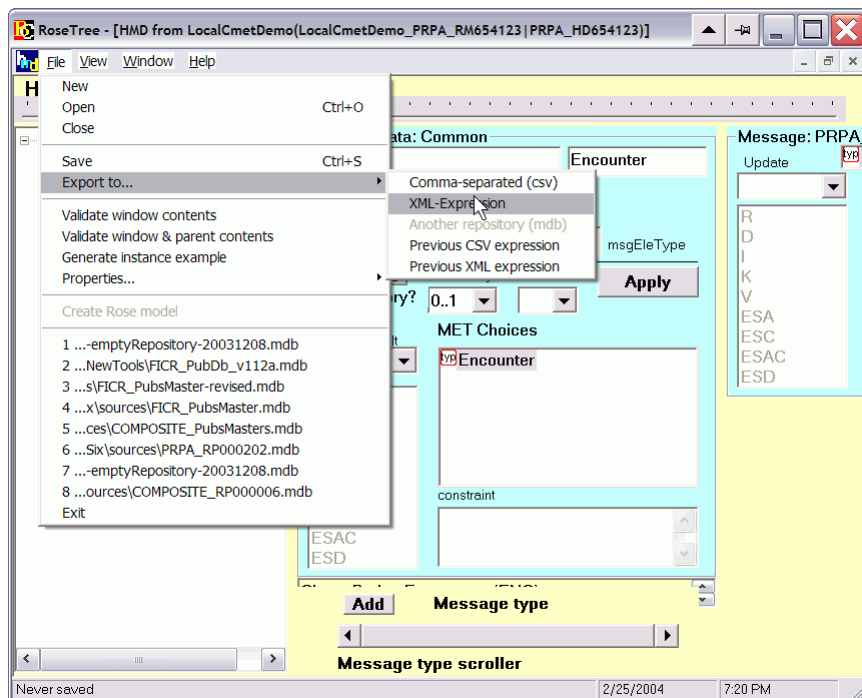 RoseTree - [HMD from LocalCmetDemo(LocalCmetDemo_PRPA_RM654123|PRPA_HD654123)]
File View Window Help
H
New
Open Ctrl+O
Close
Save Ctrl+S
Export to...
Validate window contents
Validate window & parent contents
Generate instance example
Properties...
Create Rose model
1 ...-emptyRepository-20031208.mdb
2 ...NewTools\FICR_PubDb_v112a.mdb
3 ...s\FICR_PubsMaster-revised.mdb
4 ...x\sources\FICR_PubsMaster.mdb
5 ...ces\COMPOSITE_PubsMasters.mdb
6 ...Six\sources\PRPA_RP000202.mdb
7 ...-emptyRepository-20031208.mdb
8 ...ources\COMPOSITE_RP000006.mdb
Exit
Comma-separated (csv)
XML-Expression
Another repository (mdb)
Previous CSV expression
Previous XML expression
ata: Common
Encounter
msgEleType
ry? 0..1
Apply
lt
MET Choices
typ Encounter
constraint
ESAC
ESD
Add Message type
Message type scroller
Message: PRPA_
Update
typ
R
D
I
K
V
ESA
ESC
ESAC
ESD
Never saved
2/25/2004
7:20 PM